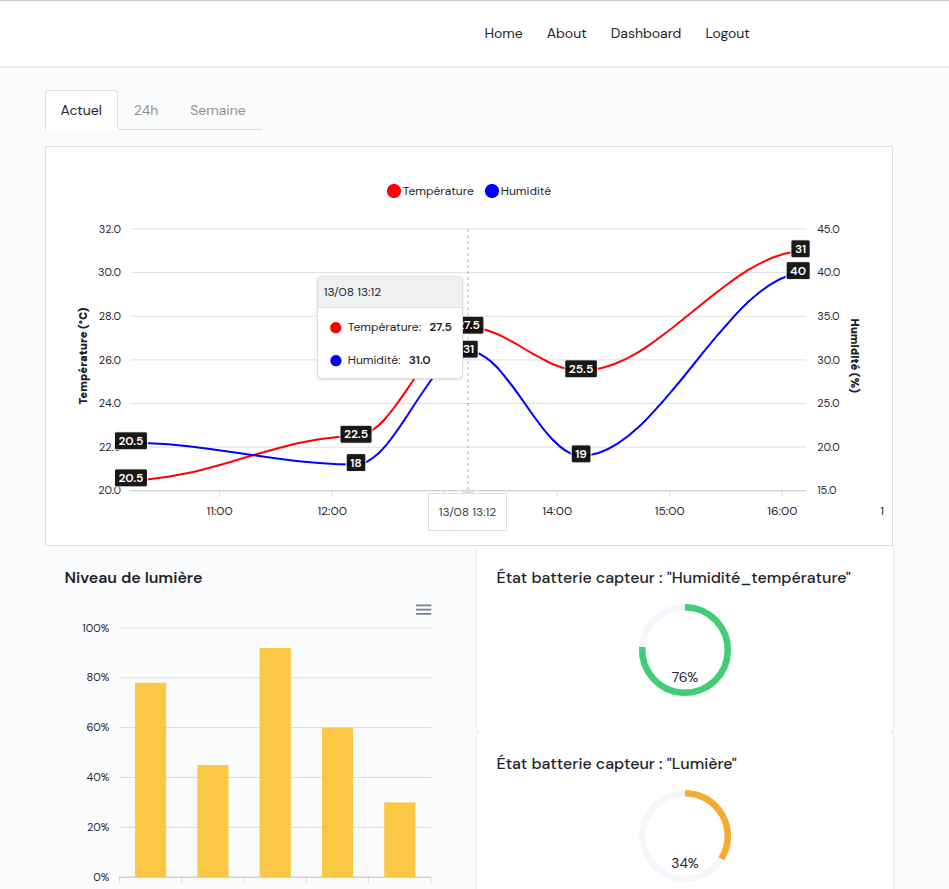 Home About Dashboard Logout
Actuel 24h Semaine
Température Humidité
32.0 45.0
31
30.0 40 40.0
13/08 13:12
28.0 35.0
Température: 27.5 7.5
31
Température (°C) Humidité (%)
26.0 Humidité: 31.0 30.0
25.5
24.0 25.0
20.5 22.5
22. 18 19 20.0
20.5
20.0 15.0
11:00 12:00 13/08 13:12 14:00 15:00 16:00 1
Niveau de lumière
100%
80%
60%
40%
20%
0%
État batterie capteur : "Humidité_température"
76%
État batterie capteur : "Lumière"
34%